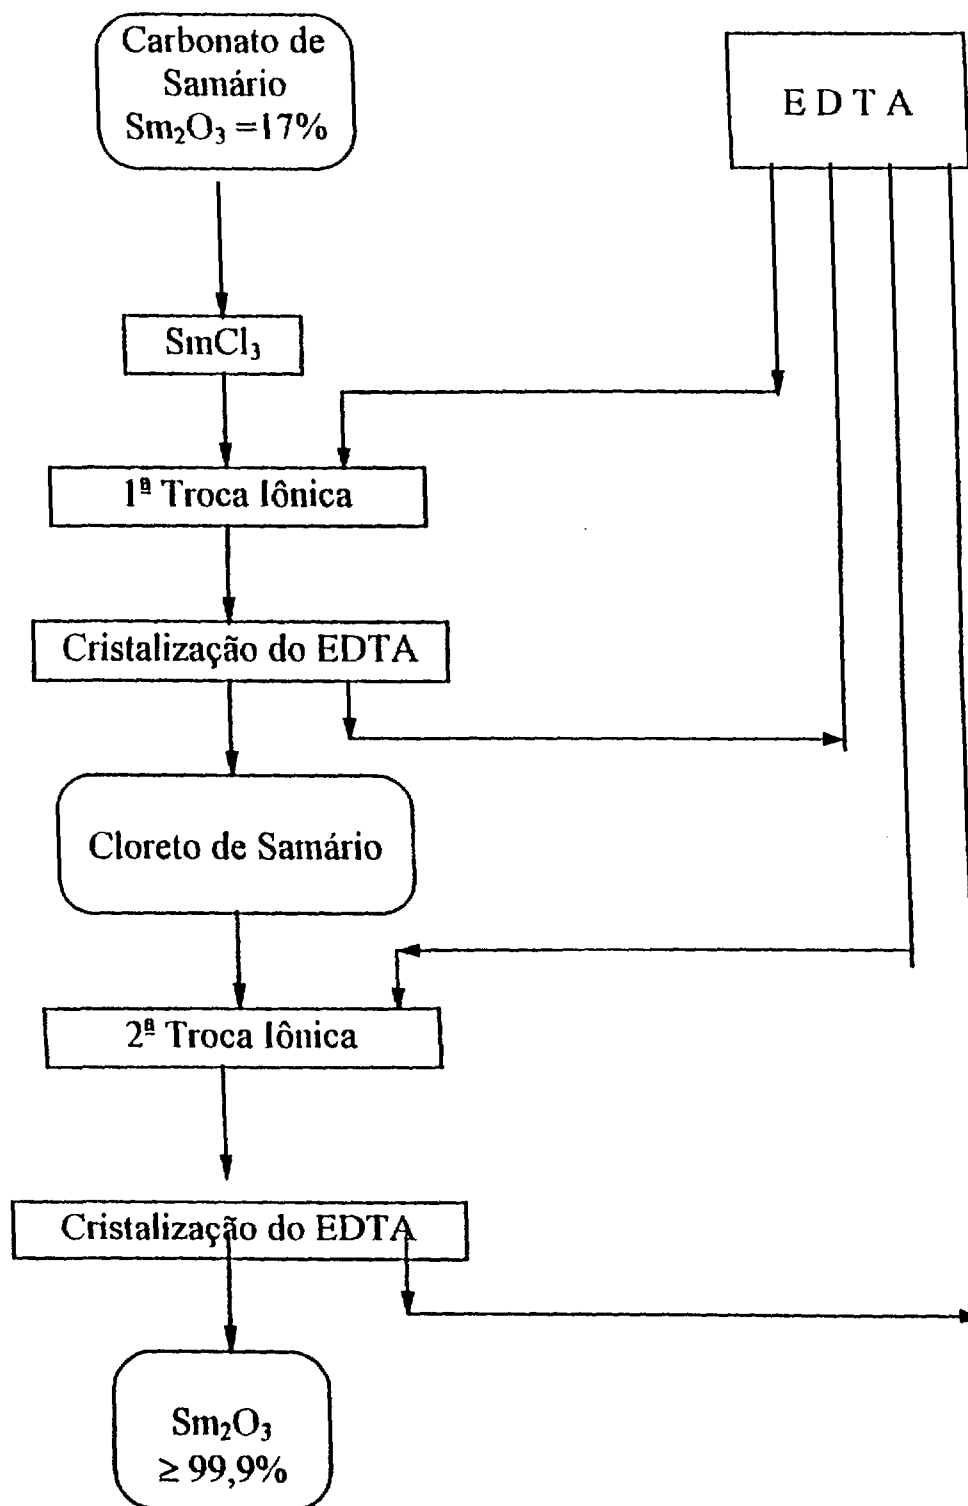 Carbonato de
Samário
Sm₂O₃ =17%
E D T A
SmCl₃
1ª Troca Iônica
Cristalização do EDTA
Cloreto de Samário
2ª Troca Iônica
Cristalização do EDTA
Sm₂O₃
≥ 99,9%